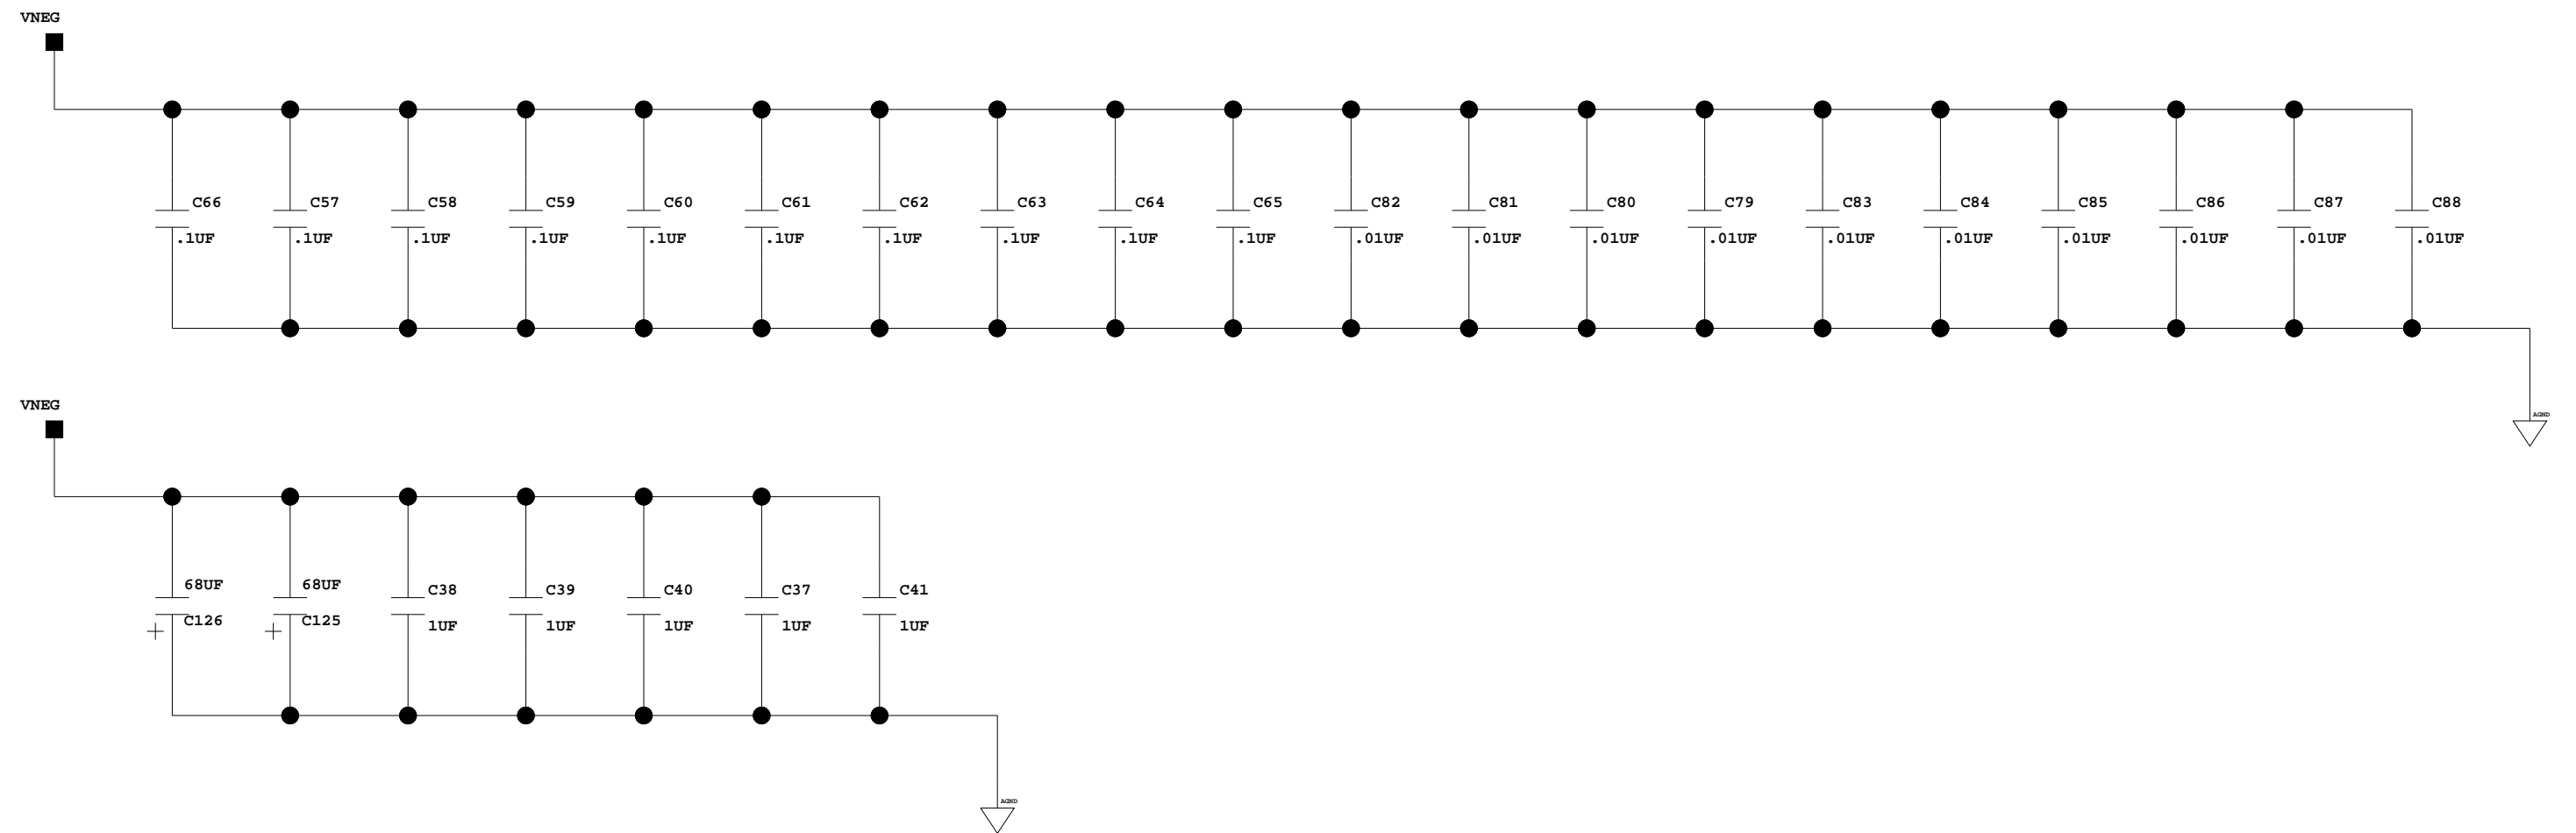 VNEG
C66 C57 C58 C59 C60 C61 C62 C63 C64 C65 C82 C81 C80 C79 C83 C84 C85 C86 C87 C88
.1UF .1UF .1UF .1UF .1UF .1UF .1UF .1UF .1UF .1UF .01UF .01UF .01UF .01UF .01UF .01UF .01UF .01UF .01UF .01UF
VNEG
AGND
68UF 68UF C38 C39 C40 C37 C41
C126 C125 1UF 1UF 1UF 1UF 1UF
+ +
AGND